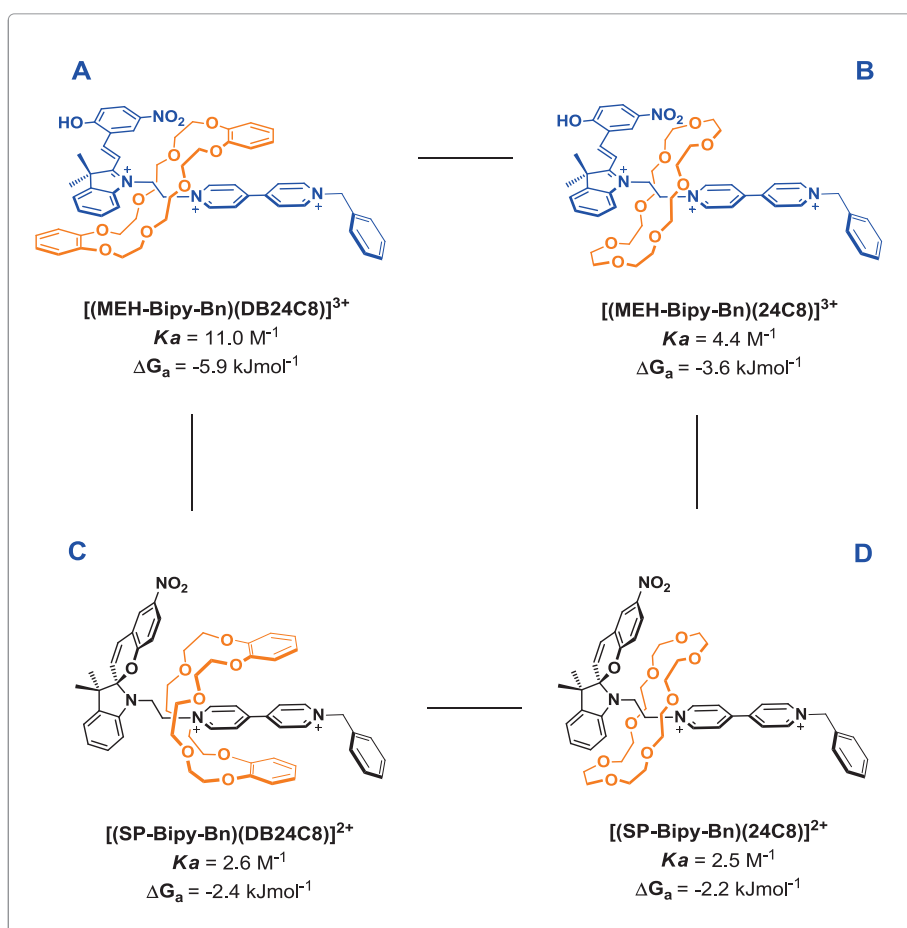 A
B
HO
NO2
O
O
O
O
O
O
O
O
N
+
N
+
N
+
HO
NO2
O
O
O
O
O
O
O
O
N
+
N
+
N
+
[(MEH-Bipy-Bn)(DB24C8)]3+
Ka = 11.0 M-1
ΔGa = -5.9 kJmol-1
[(MEH-Bipy-Bn)(24C8)]3+
Ka = 4.4 M-1
ΔGa = -3.6 kJmol-1
C
D
NO2
O
N
O
O
O
O
O
O
O
O
N
+
N
+
NO2
O
N
O
O
O
O
O
O
O
O
N
+
N
+
[(SP-Bipy-Bn)(DB24C8)]2+
Ka = 2.6 M-1
ΔGa = -2.4 kJmol-1
[(SP-Bipy-Bn)(24C8)]2+
Ka = 2.5 M-1
ΔGa = -2.2 kJmol-1